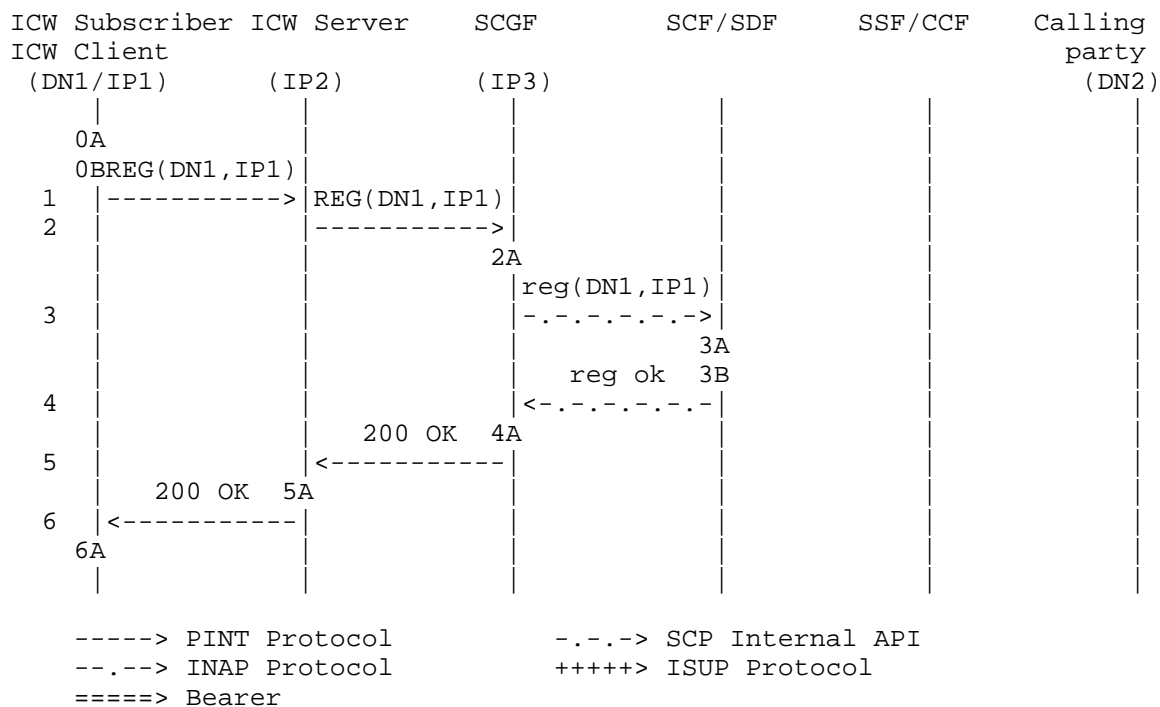 ICW Subscriber ICW Server     SCGF          SCF/SDF       SSF/CCF     Calling
ICW Client                                                              party
 (DN1/IP1)       (IP2)         (IP3)                                     (DN2)
      |             |             |             |             |             |
     0A             |             |             |             |             |
     0BREG(DN1,IP1)|             |             |             |             |
  1   |------------>|REG(DN1,IP1)|             |             |             |
  2   |             |------------>|             |             |             |
      |             |            2A             |             |             |
      |             |             |reg(DN1,IP1)|             |             |
  3   |             |             |-.-.-.-.-.->|             |             |
      |             |             |            3A             |             |
      |             |             |   reg ok  3B             |             |
  4   |             |             |<-.-.-.-.-.-|             |             |
      |             |   200 OK  4A             |             |             |
  5   |             |<------------|             |             |             |
      |   200 OK  5A             |             |             |             |
  6   |<------------|             |             |             |             |
     6A             |             |             |             |             |
      |             |             |             |             |             |
-----> PINT Protocol          -.-.-> SCP Internal API
--.--> INAP Protocol          +++++> ISUP Protocol
=====> Bearer